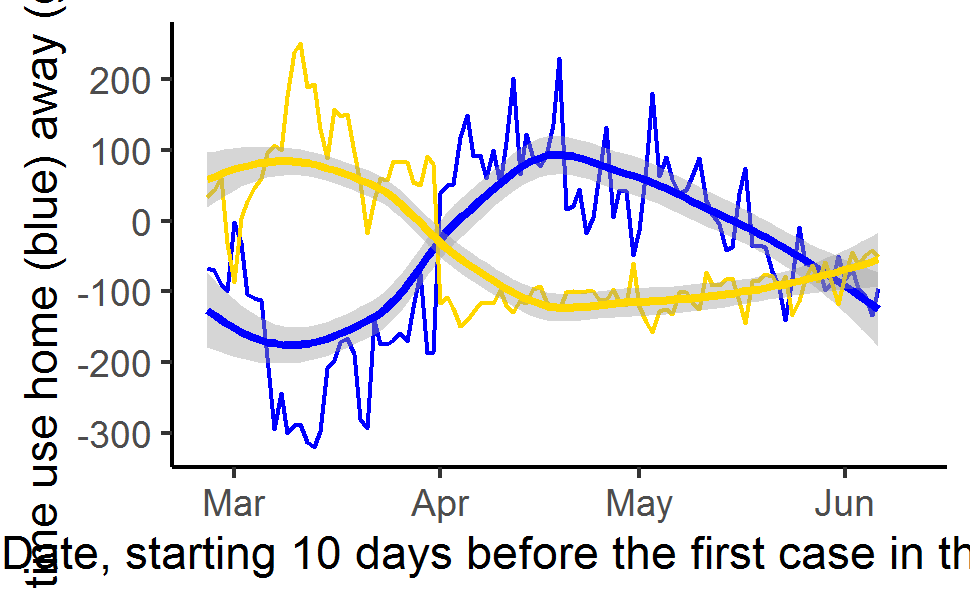 time use home (blue) away (
200
100
0
-100
-200
-300
Mar Apr May Jun
Date, starting 10 days before the first case in th